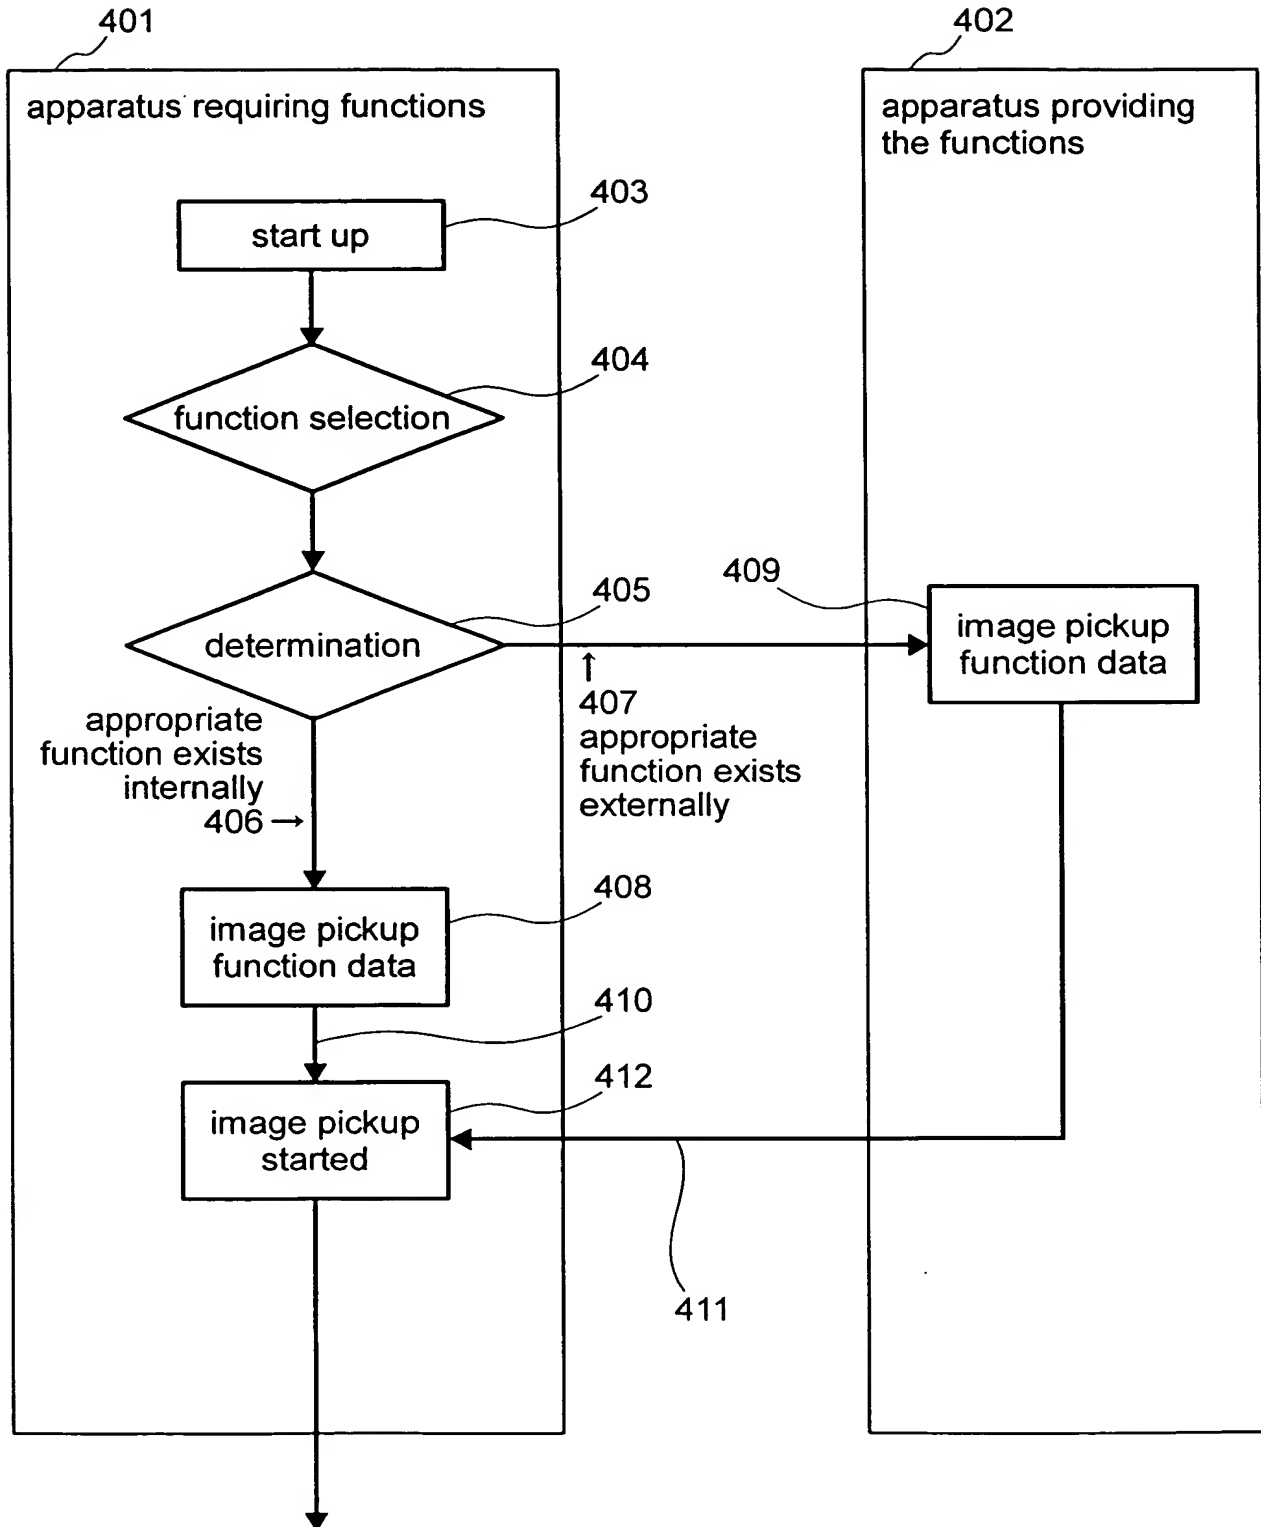 401
402
apparatus requiring functions
apparatus providing
the functions
403
start up
404
function selection
405
determination
409
image pickup
function data
appropriate
function exists
internally
406 →
↑
407
appropriate
function exists
externally
408
image pickup
function data
410
412
image pickup
started
411